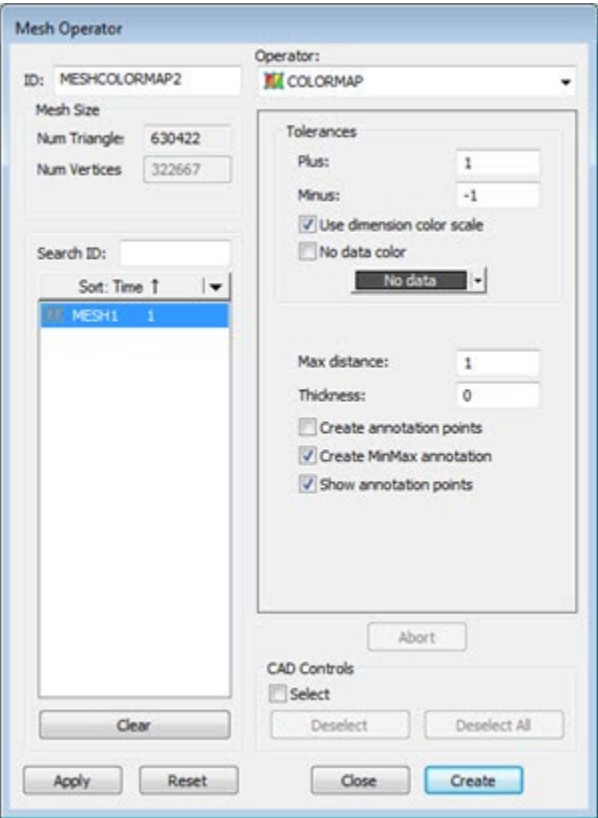 Mesh Operator
ID: MESHCOLORMAP2
Mesh Size
Num Triangle: 630422
Num Vertices 322667
Search ID:
Sort: Time ↑
MESH1 1
Clear
Apply
Reset
Operator:
COLORMAP
Tolerances
Plus: 1
Minus: -1
Use dimension color scale
No data color
No data
Max distance: 1
Thickness: 0
Create annotation points
Create MinMax annotation
Show annotation points
Abort
CAD Controls
Select
Deselect
Deselect All
Close
Create